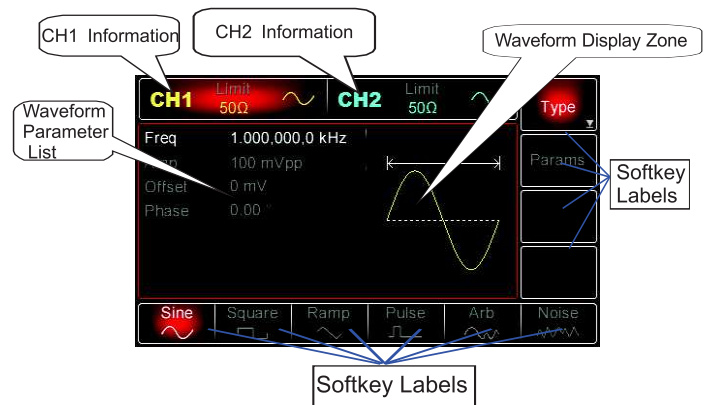 CH1 Information
CH2 Information
Waveform Display Zone
CH1
Limit
50Ω
CH2
Limit
50Ω
Type
Waveform
Parameter
List
Freq 1.000,000,0 kHz
100 mVpp
Offset 0 mV
Phase 0.00 °
Params
Softkey
Labels
Sine Square Ramp Pulse Arb Noise
Softkey Labels